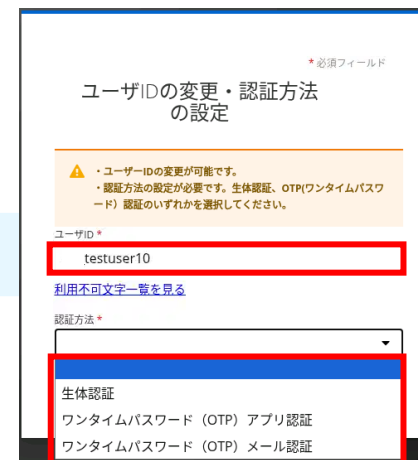 * 必須フィールド
ユーザIDの変更・認証方法
の設定
・ユーザーIDの変更が可能です。
・認証方法の設定が必要です。生体認証、OTP(ワンタイムパスワ
ード）認証のいずれかを選択してください。
ユーザID *
testuser10
利用不可文字一覧を見る
認証方法 *
生体認証
ワンタイムパスワード（OTP）アプリ認証
ワンタイムパスワード（OTP）メール認証